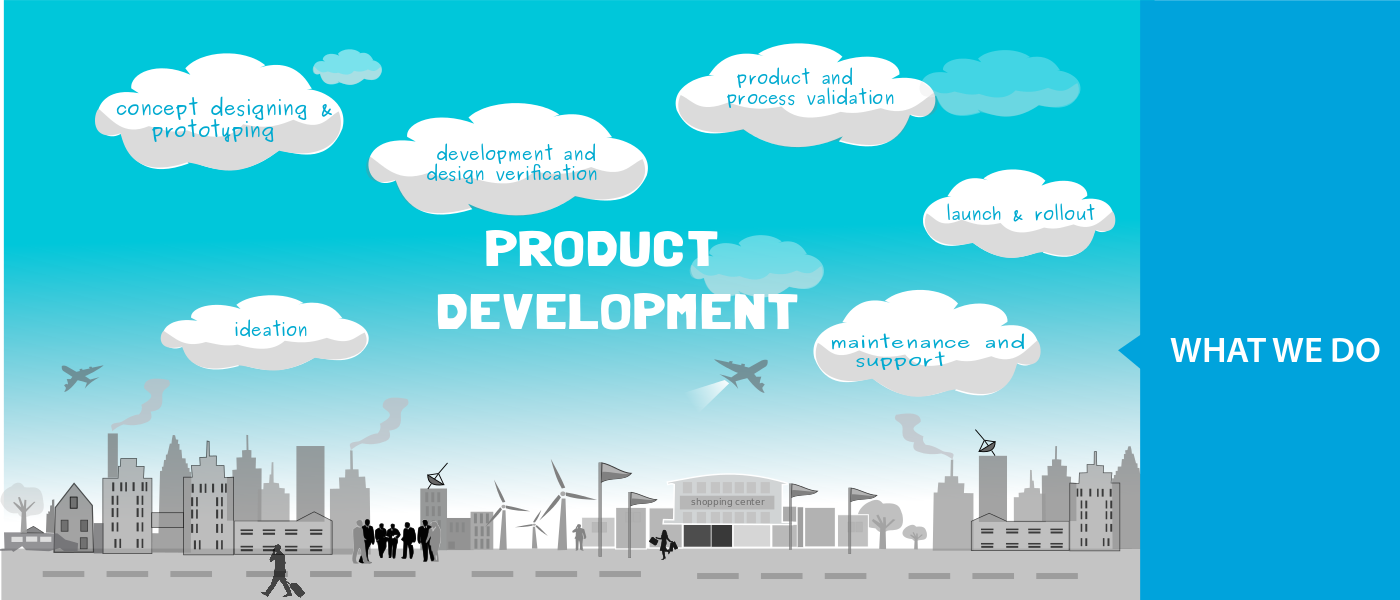 concept designing &
prototyping
development and
design verification
product and
process validation
launch & rollout
PRODUCT
DEVELOPMENT
ideation
maintenance and
support
WHAT WE DO
shopping center